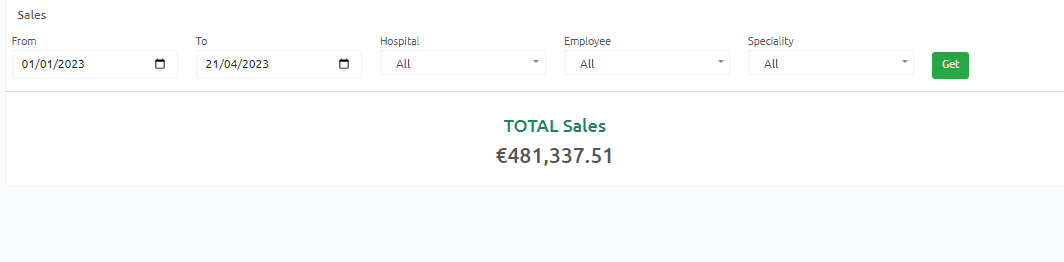 Sales
From To Hospital Employee Speciality
01/01/2023 21/04/2023 All All All Get
TOTAL Sales
€481,337.51